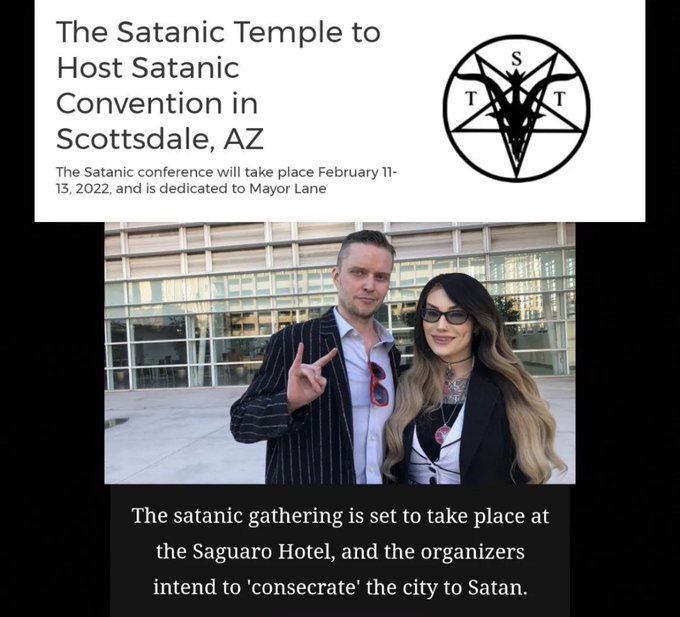 The Satanic Temple to
Host Satanic
Convention in
Scottsdale, AZ
The Satanic conference will take place February 11-
13, 2022, and is dedicated to Mayor Lane
S
T T
The satanic gathering is set to take place at
the Saguaro Hotel, and the organizers
intend to 'consecrate' the city to Satan.